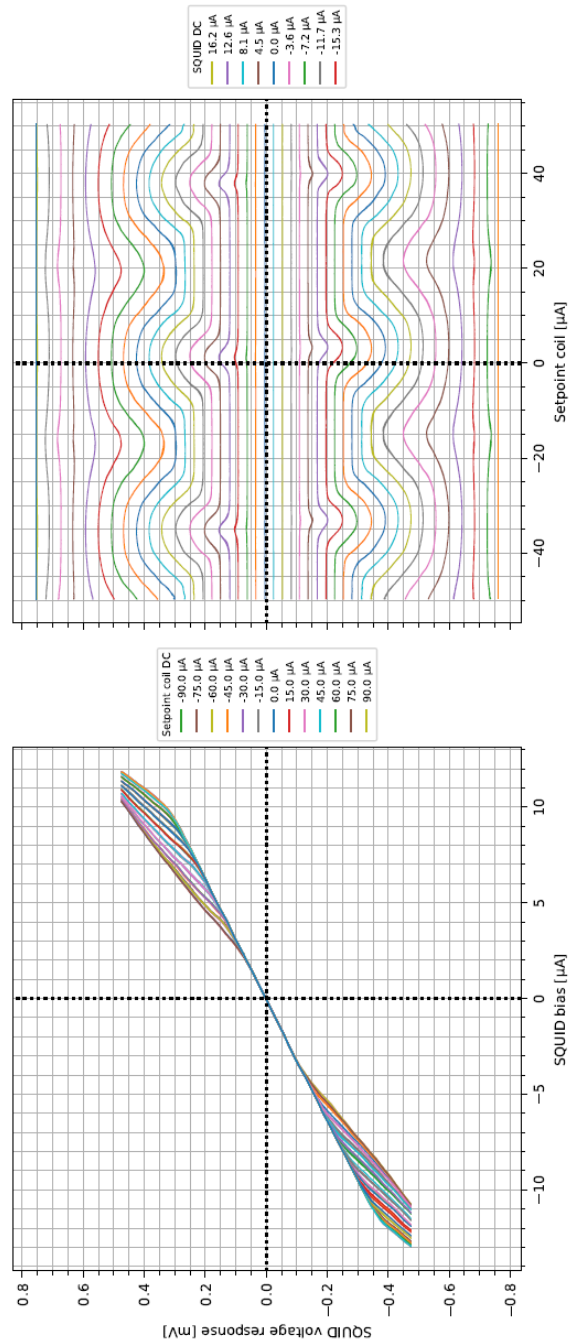 SQUID voltage response [mV]
0.8
0.6
0.4
0.2
0.0
−0.2
−0.4
−0.6
−0.8
−10
−5
0
5
10
SQUID bias [μA]
Setpoint coil DC
-90.0 μA
-75.0 μA
-60.0 μA
-45.0 μA
-30.0 μA
-15.0 μA
0.0 μA
15.0 μA
30.0 μA
45.0 μA
60.0 μA
75.0 μA
90.0 μA
−40
−20
0
20
40
Setpoint coil [μA]
SQUID DC
16.2 μA
12.6 μA
8.1 μA
4.5 μA
0.0 μA
-3.6 μA
-7.2 μA
-11.7 μA
-15.3 μA